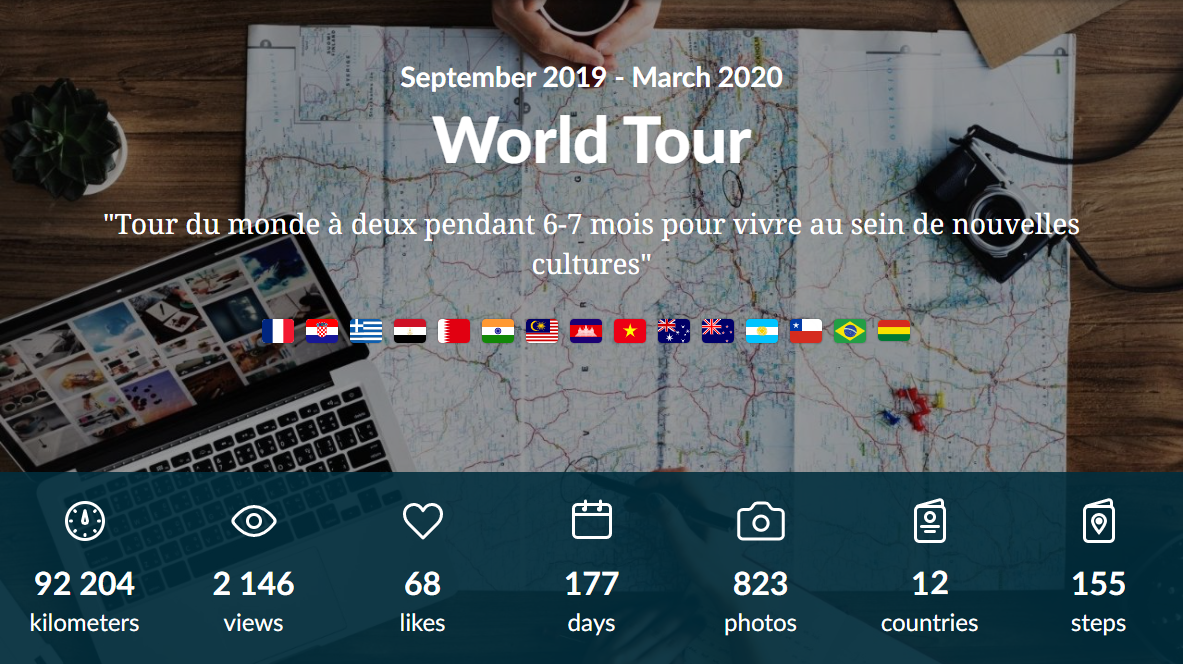 September 2019 - March 2020
World Tour
"Tour du monde à deux pendant 6-7 mois pour vivre au sein de nouvelles
cultures"
92 204 2 146 68 177 823 12 155
kilometers views likes days photos countries steps